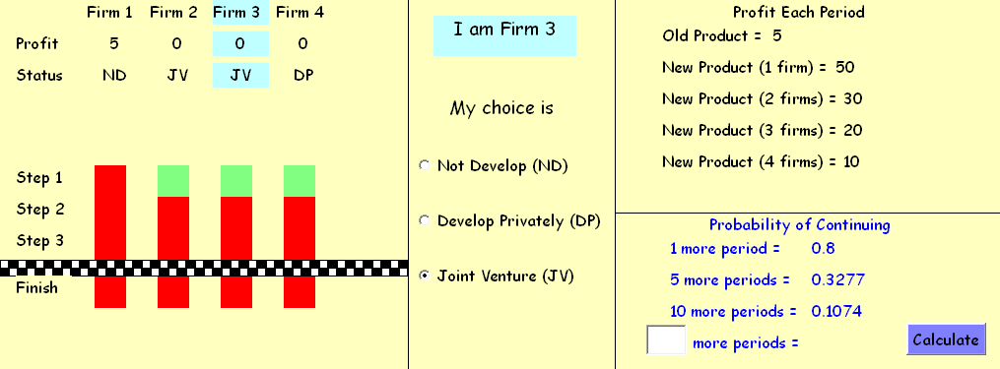 Firm 1 Firm 2 Firm 3 Firm 4
Profit 5 0 0 0
Status ND JV JV DP
Step 1
Step 2
Step 3
Finish
I am Firm 3
My choice is
Not Develop (ND)
Develop Privately (DP)
Joint Venture (JV)
Profit Each Period
Old Product = 5
New Product (1 firm) = 50
New Product (2 firms) = 30
New Product (3 firms) = 20
New Product (4 firms) = 10
Probability of Continuing
1 more period = 0.8
5 more periods = 0.3277
10 more periods = 0.1074
more periods = Calculate